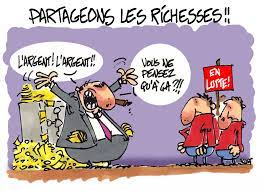 PARTAGEONS LES RICHESSES!!
L'ARGENT! L'ARGENT!!
VOUS NE
PENSEZ
QU'À ÇA?!!
EN
LUTTE!